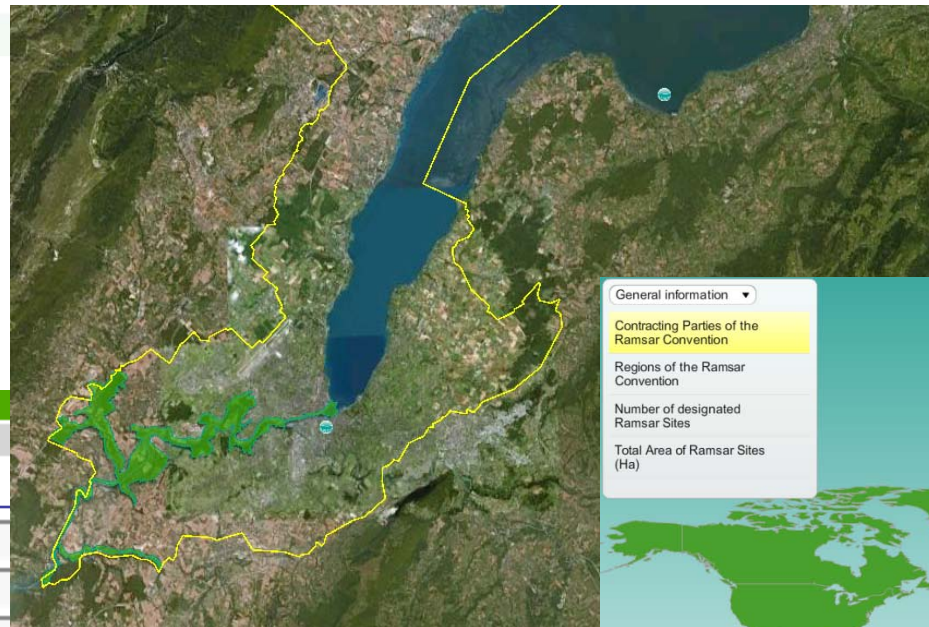 General information
Contracting Parties of the
Ramsar Convention
Regions of the Ramsar
Convention
Number of designated
Ramsar Sites
Total Area of Ramsar Sites
(Ha)